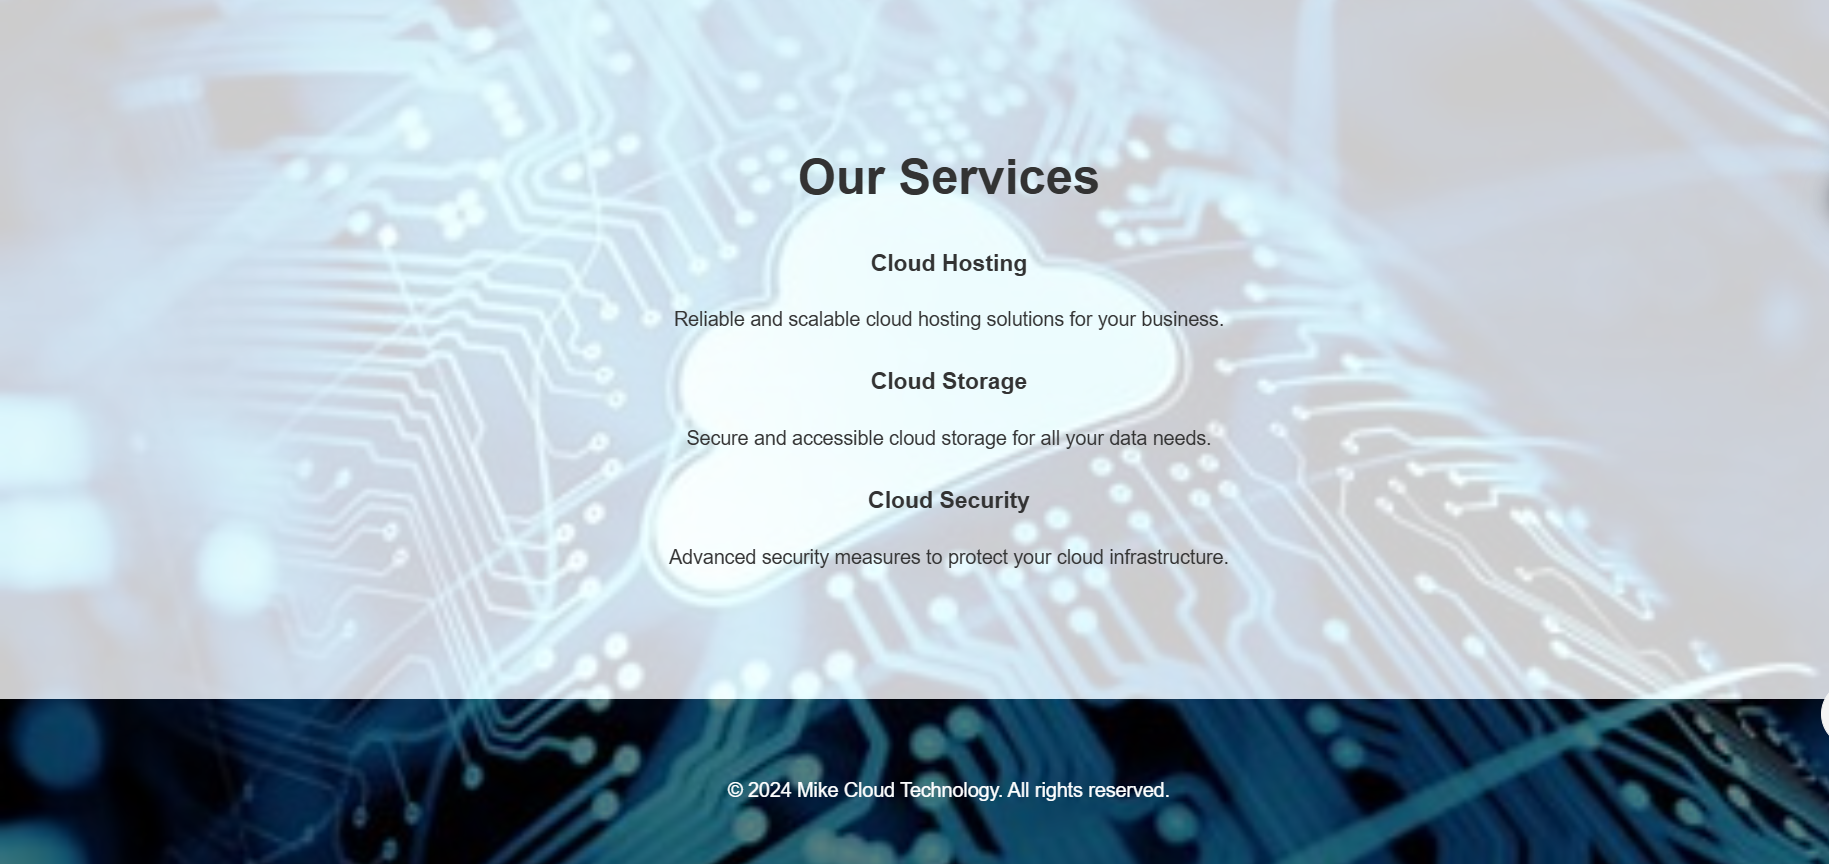 Our Services
Cloud Hosting
Reliable and scalable cloud hosting solutions for your business.
Cloud Storage
Secure and accessible cloud storage for all your data needs.
Cloud Security
Advanced security measures to protect your cloud infrastructure.
© 2024 Mike Cloud Technology. All rights reserved.